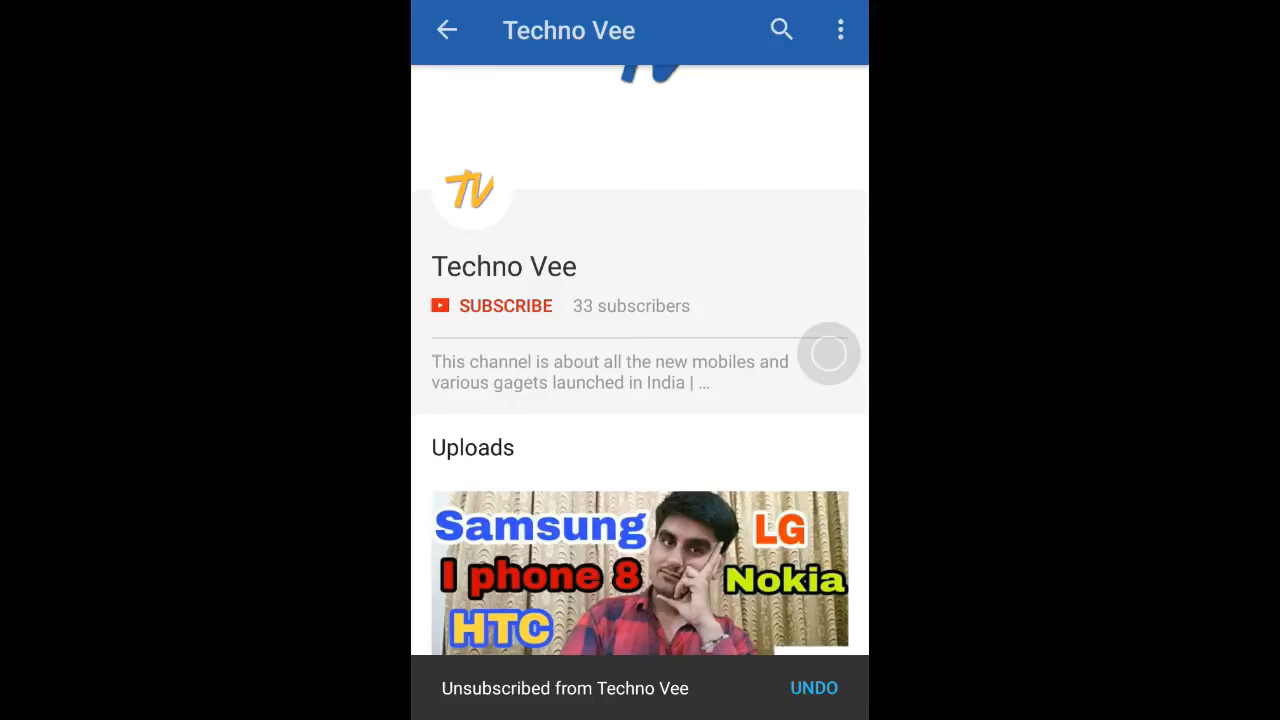 Techno Vee
TV
TV
Techno Vee
SUBSCRIBE 33 subscribers
This channel is about all the new mobiles and
various gagets launched in India | ...
Uploads
Samsung LG
I phone 8 Nokia
HTC
Unsubscribed from Techno Vee UNDO